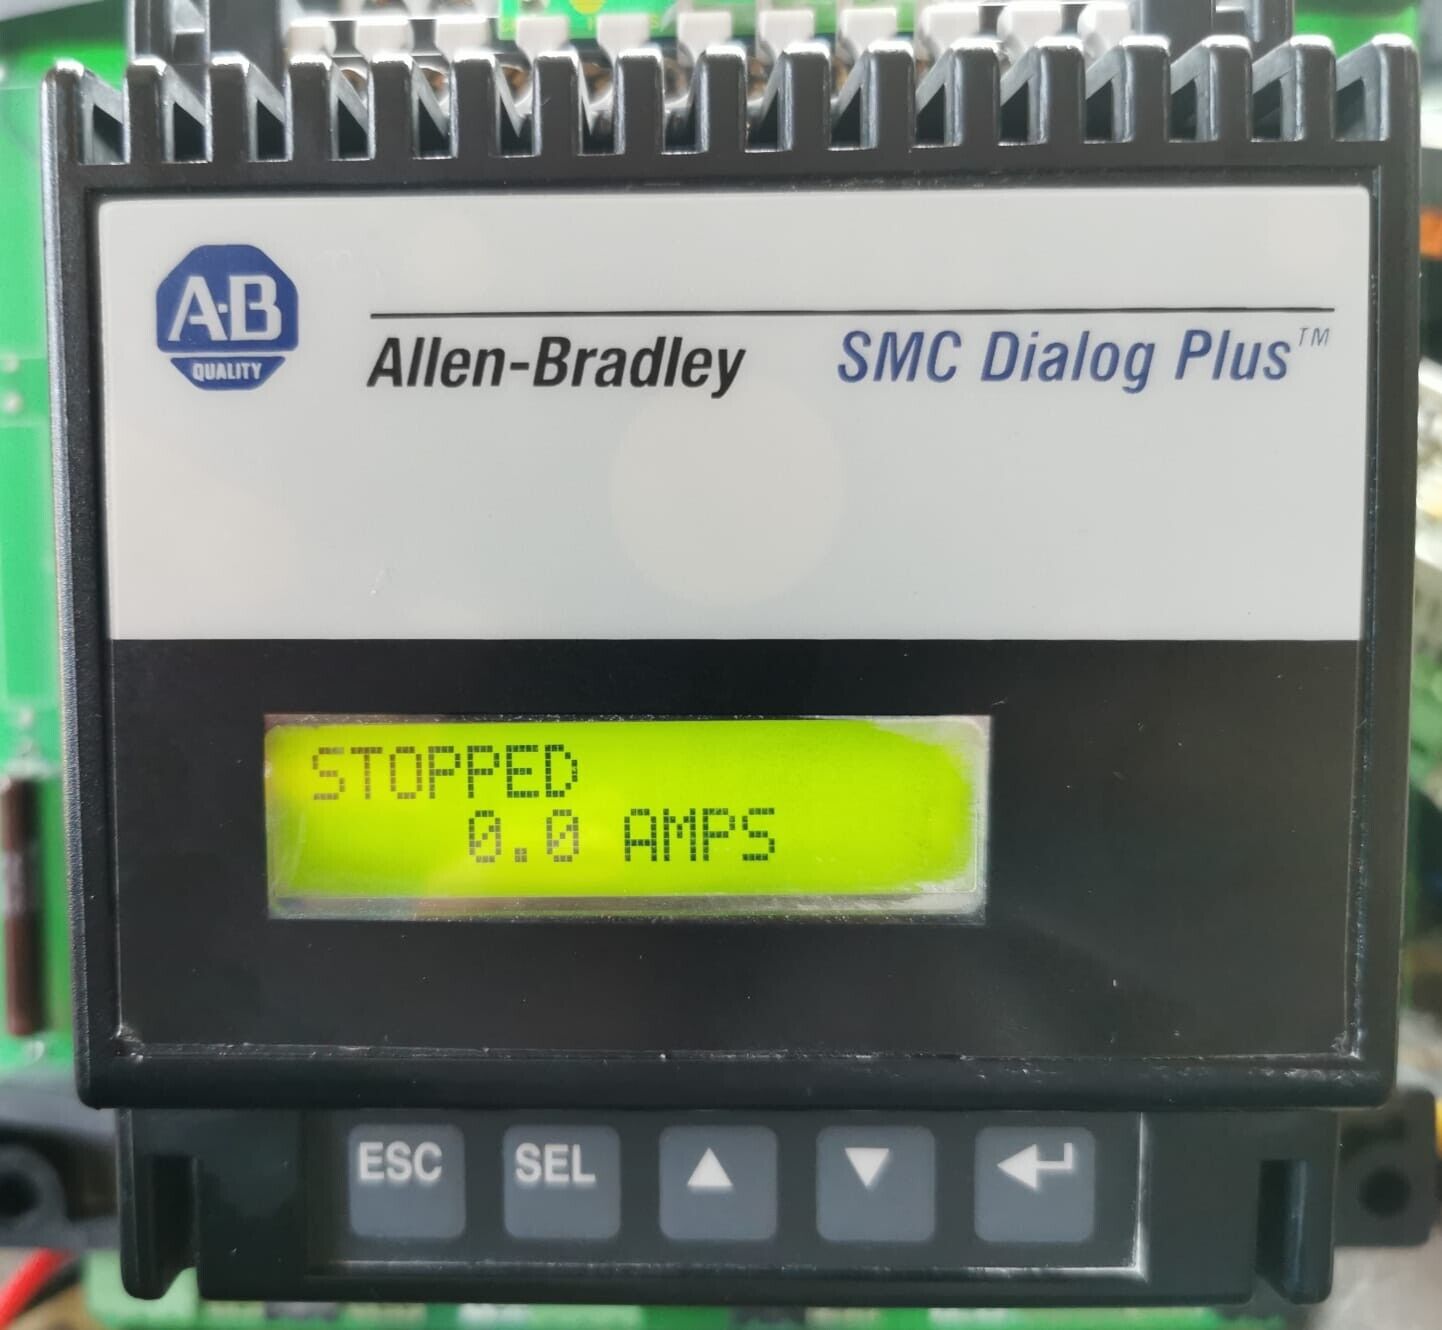 A·B
QUALITY
Allen-Bradley SMC Dialog Plus™
STOPPED
0.0 AMPS
ESC SEL